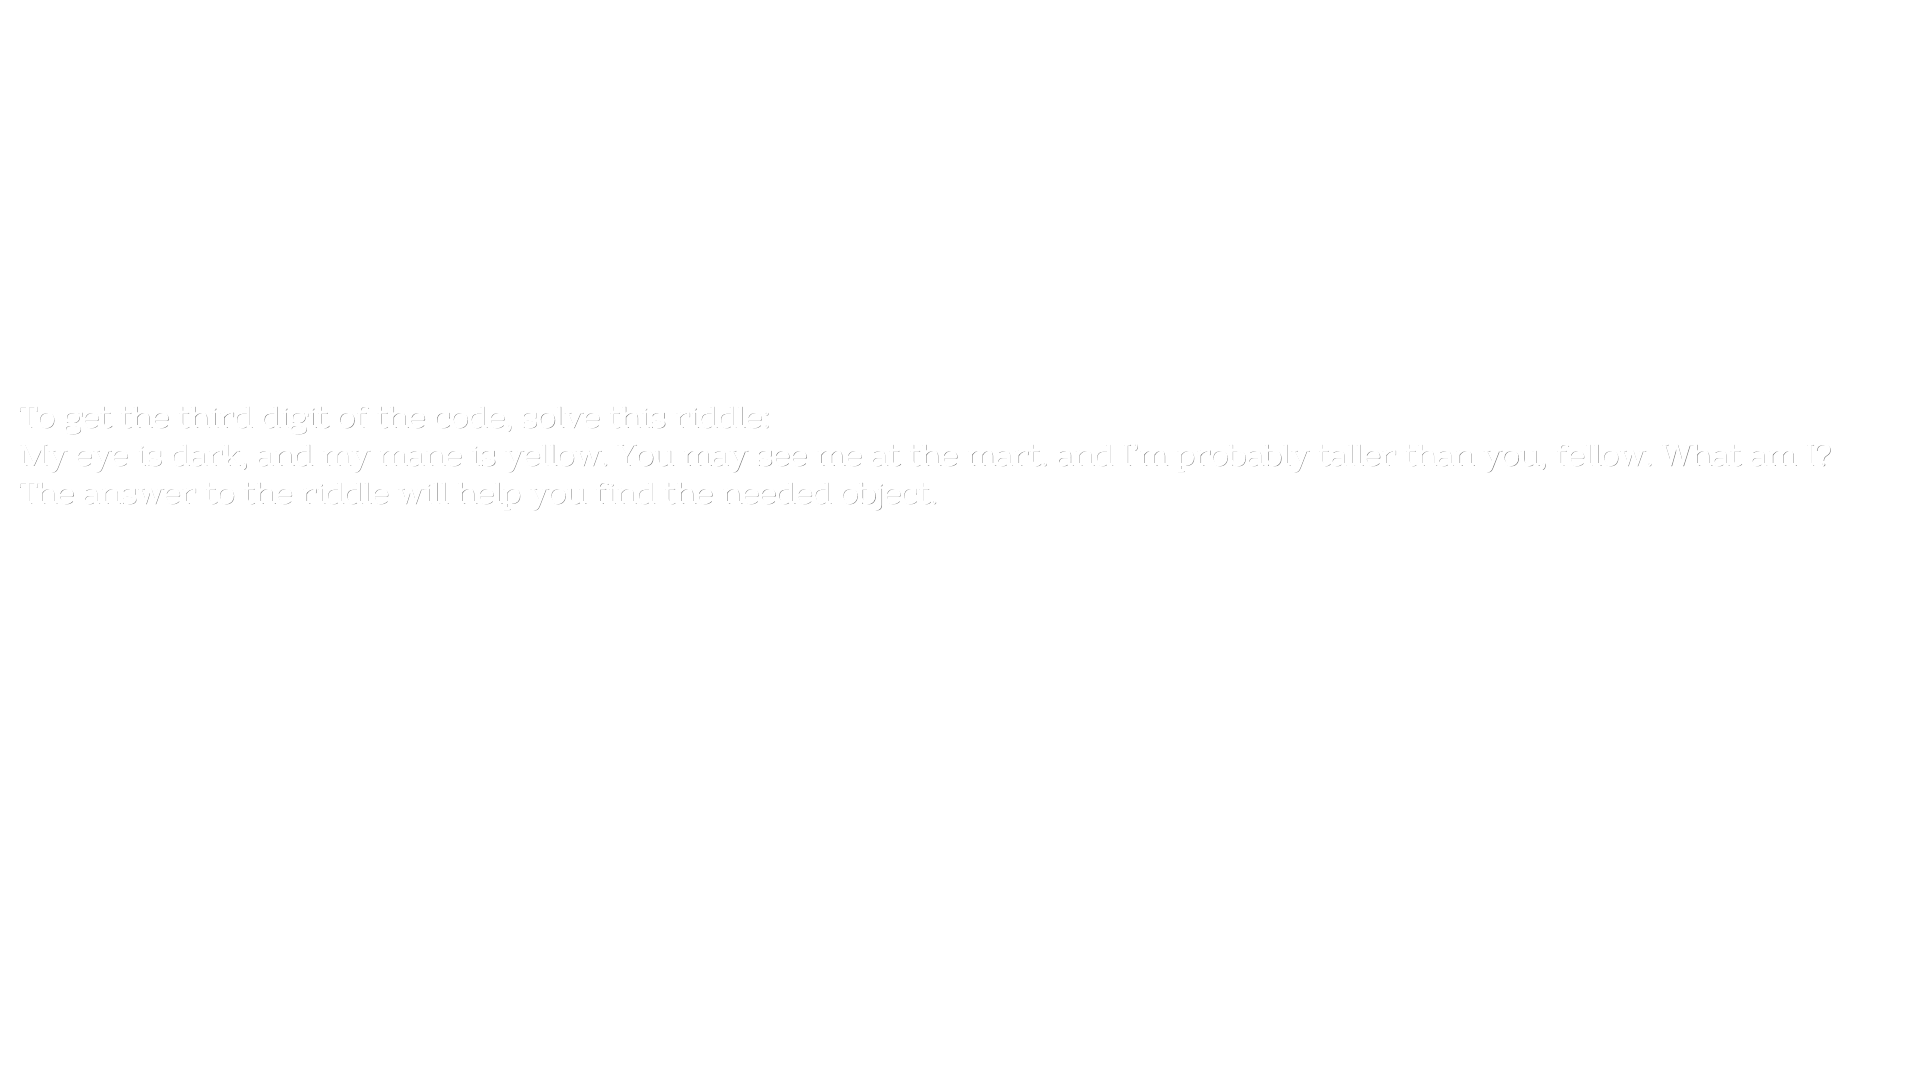 To get the third digit of the code, solve this riddle:
My eye is dark, and my mane is yellow. You may see me at the mart, and I'm probably taller than you, fellow. What am I?
The answer to the riddle will help you find the needed object.